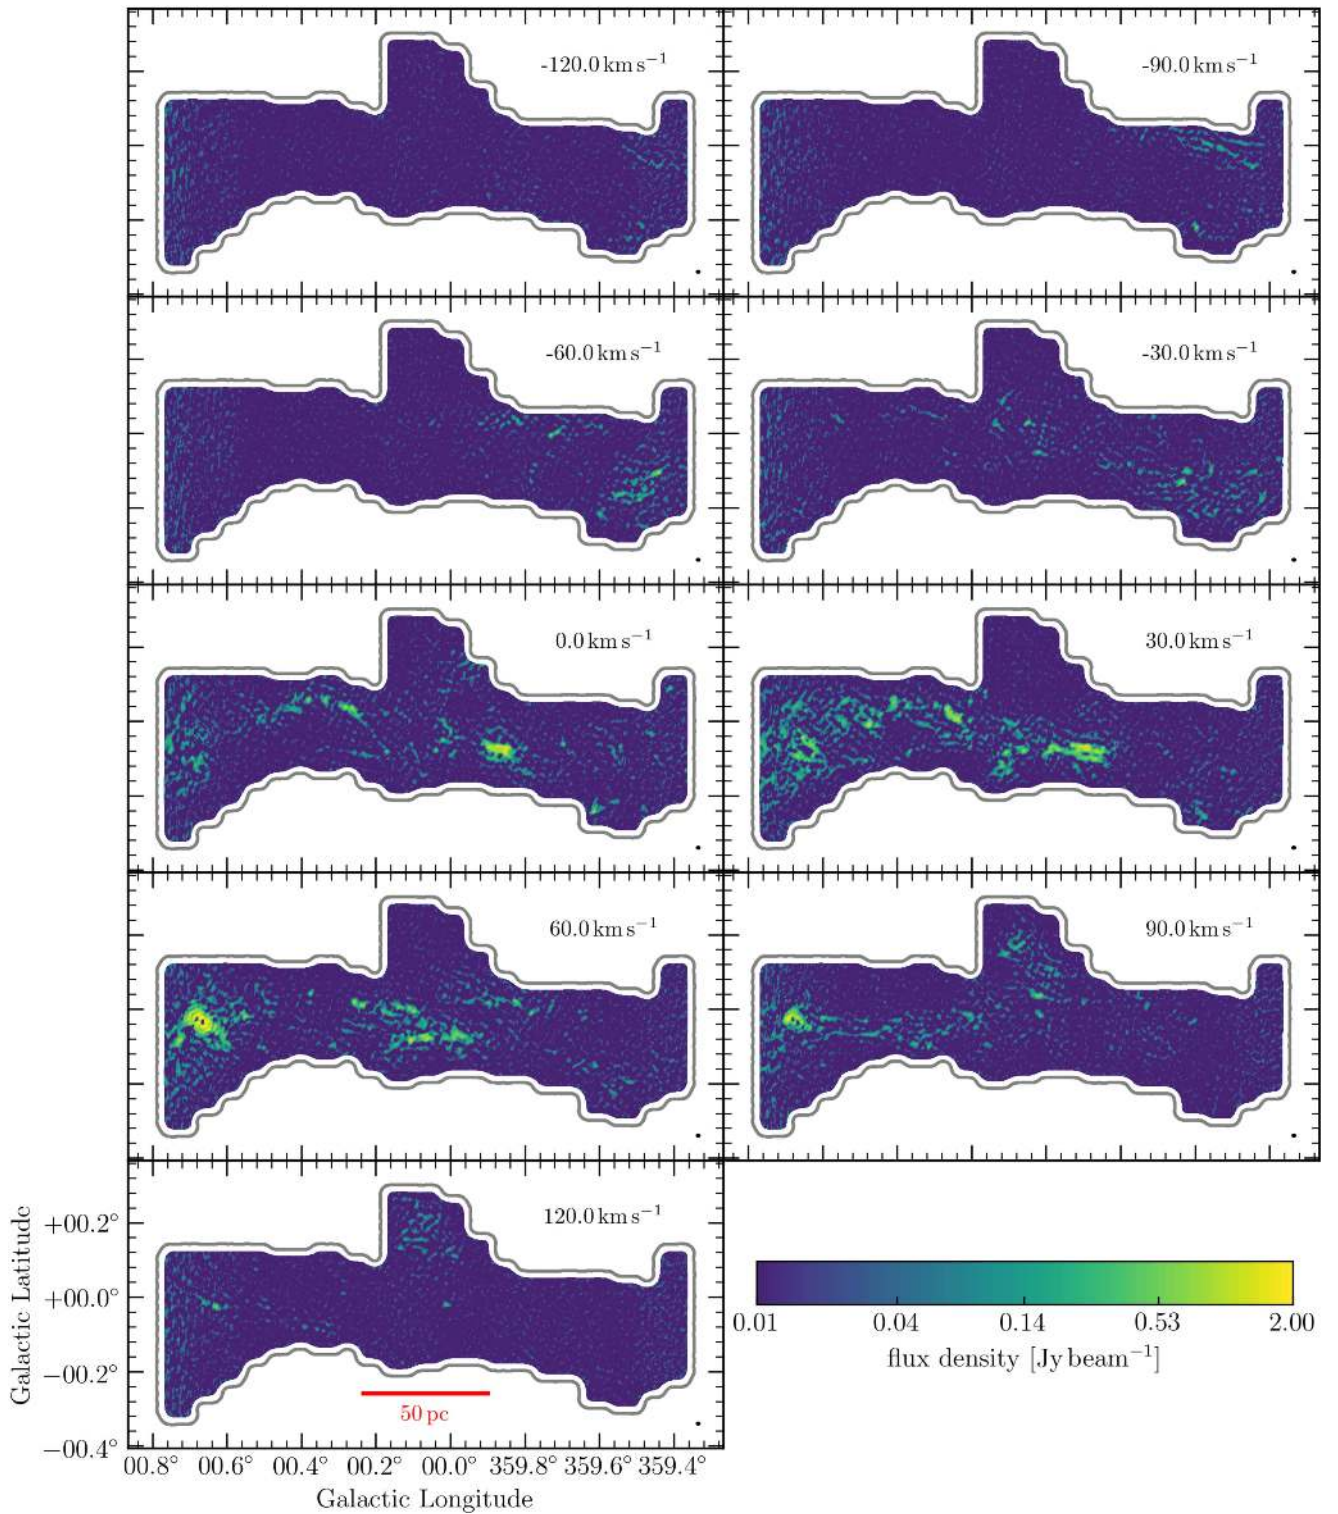 -120.0 km s⁻¹
-90.0 km s⁻¹
-60.0 km s⁻¹
-30.0 km s⁻¹
0.0 km s⁻¹
30.0 km s⁻¹
60.0 km s⁻¹
90.0 km s⁻¹
120.0 km s⁻¹
Galactic Latitude
+00.2°
+00.0°
−00.2°
−00.4°
50 pc
00.8° 00.6° 00.4° 00.2° 00.0° 359.8° 359.6° 359.4°
Galactic Longitude
0.01 0.04 0.14 0.53 2.00
flux density [Jy beam⁻¹]